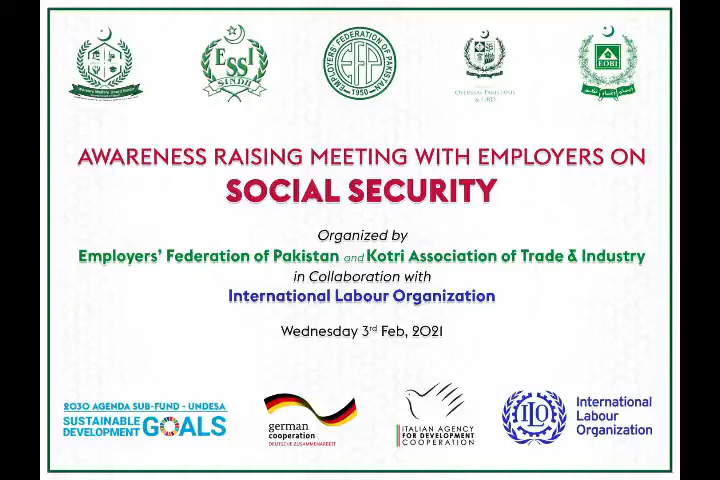 ESSI
SINDH
EMPLOYERS' FEDERATION OF PAKISTAN
1950
OVERSEAS PAKISTANIS
& HRD
EOBI
AWARENESS RAISING MEETING WITH EMPLOYERS ON
SOCIAL SECURITY
Organized by
Employers' Federation of Pakistan and Kotri Association of Trade & Industry
in Collaboration with
International Labour Organization
Wednesday 3rd Feb, 2021
2030 AGENDA SUB-FUND - UNDESA
SUSTAINABLE
DEVELOPMENT GOALS
german
cooperation
DEUTSCHE ZUSAMMENARBEIT
ITALIAN AGENCY
FOR DEVELOPMENT
COOPERATION
ILO
International
Labour
Organization